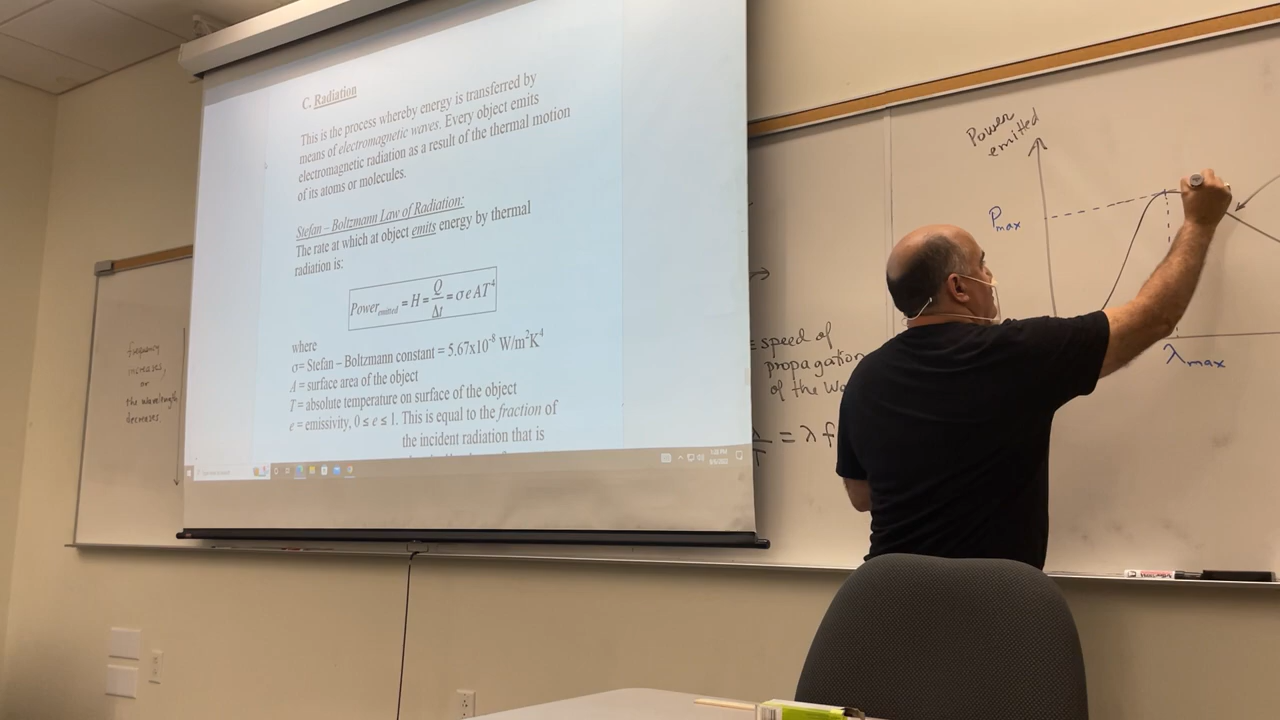 C. Radiation
This is the process whereby energy is transferred by
means of electromagnetic waves. Every object emits
electromagnetic radiation as a result of the thermal motion
of its atoms or molecules.
Stefan – Boltzmann Law of Radiation:
The rate at which at object emits energy by thermal
radiation is:
Power emitted = H = Q/Δt = σ e A T⁴
where
σ= Stefan – Boltzmann constant = 5.67x10⁻⁸ W/m²K⁴
A = surface area of the object
T = absolute temperature on surface of the object
e = emissivity, 0 ≤ e ≤ 1. This is equal to the fraction of
the incident radiation that is
frequency
increases,
or
the wavelength
decreases.
= speed of
propagation
of the
= λ f
Power
emitted
Pmax
λmax